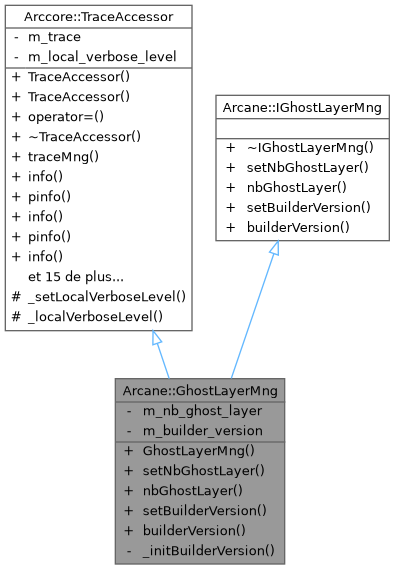 Arccore::TraceAccessor
- m_trace
- m_local_verbose_level
+ TraceAccessor()
+ TraceAccessor()
+ operator=()
+ ~TraceAccessor()
+ traceMng()
+ info()
+ pinfo()
+ info()
+ pinfo()
+ info()
et 15 de plus...
# _setLocalVerboseLevel()
# _localVerboseLevel()
Arcane::IGhostLayerMng
+ ~IGhostLayerMng()
+ setNbGhostLayer()
+ nbGhostLayer()
+ setBuilderVersion()
+ builderVersion()
Arcane::GhostLayerMng
- m_nb_ghost_layer
- m_builder_version
+ GhostLayerMng()
+ setNbGhostLayer()
+ nbGhostLayer()
+ setBuilderVersion()
+ builderVersion()
- _initBuilderVersion()